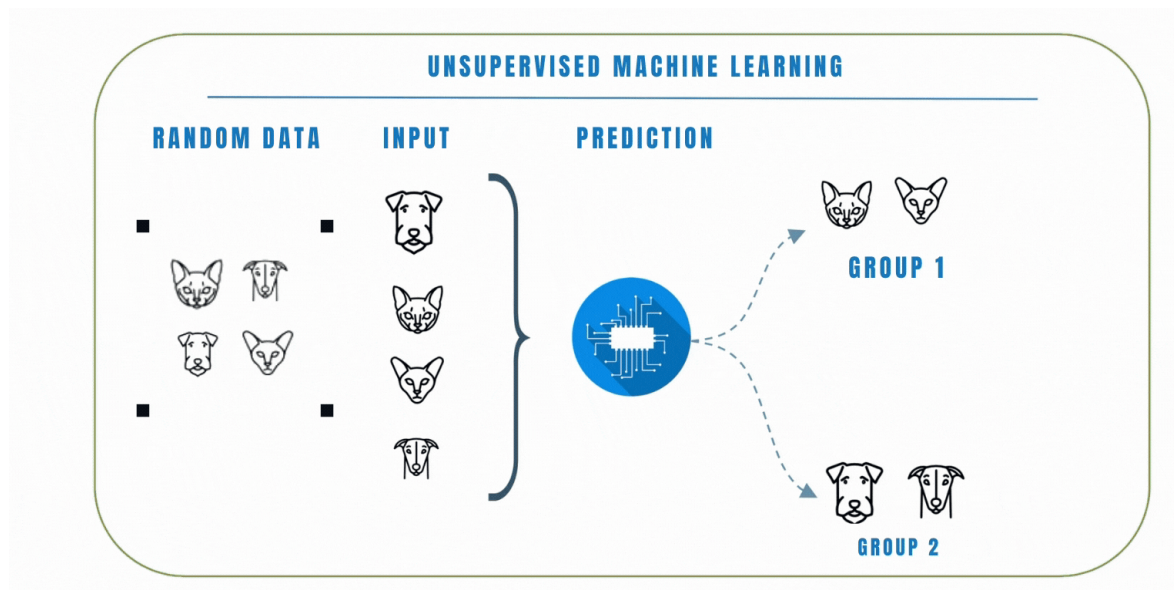 UNSUPERVISED MACHINE LEARNING
RANDOM DATA
INPUT
PREDICTION
GROUP 1
GROUP 2